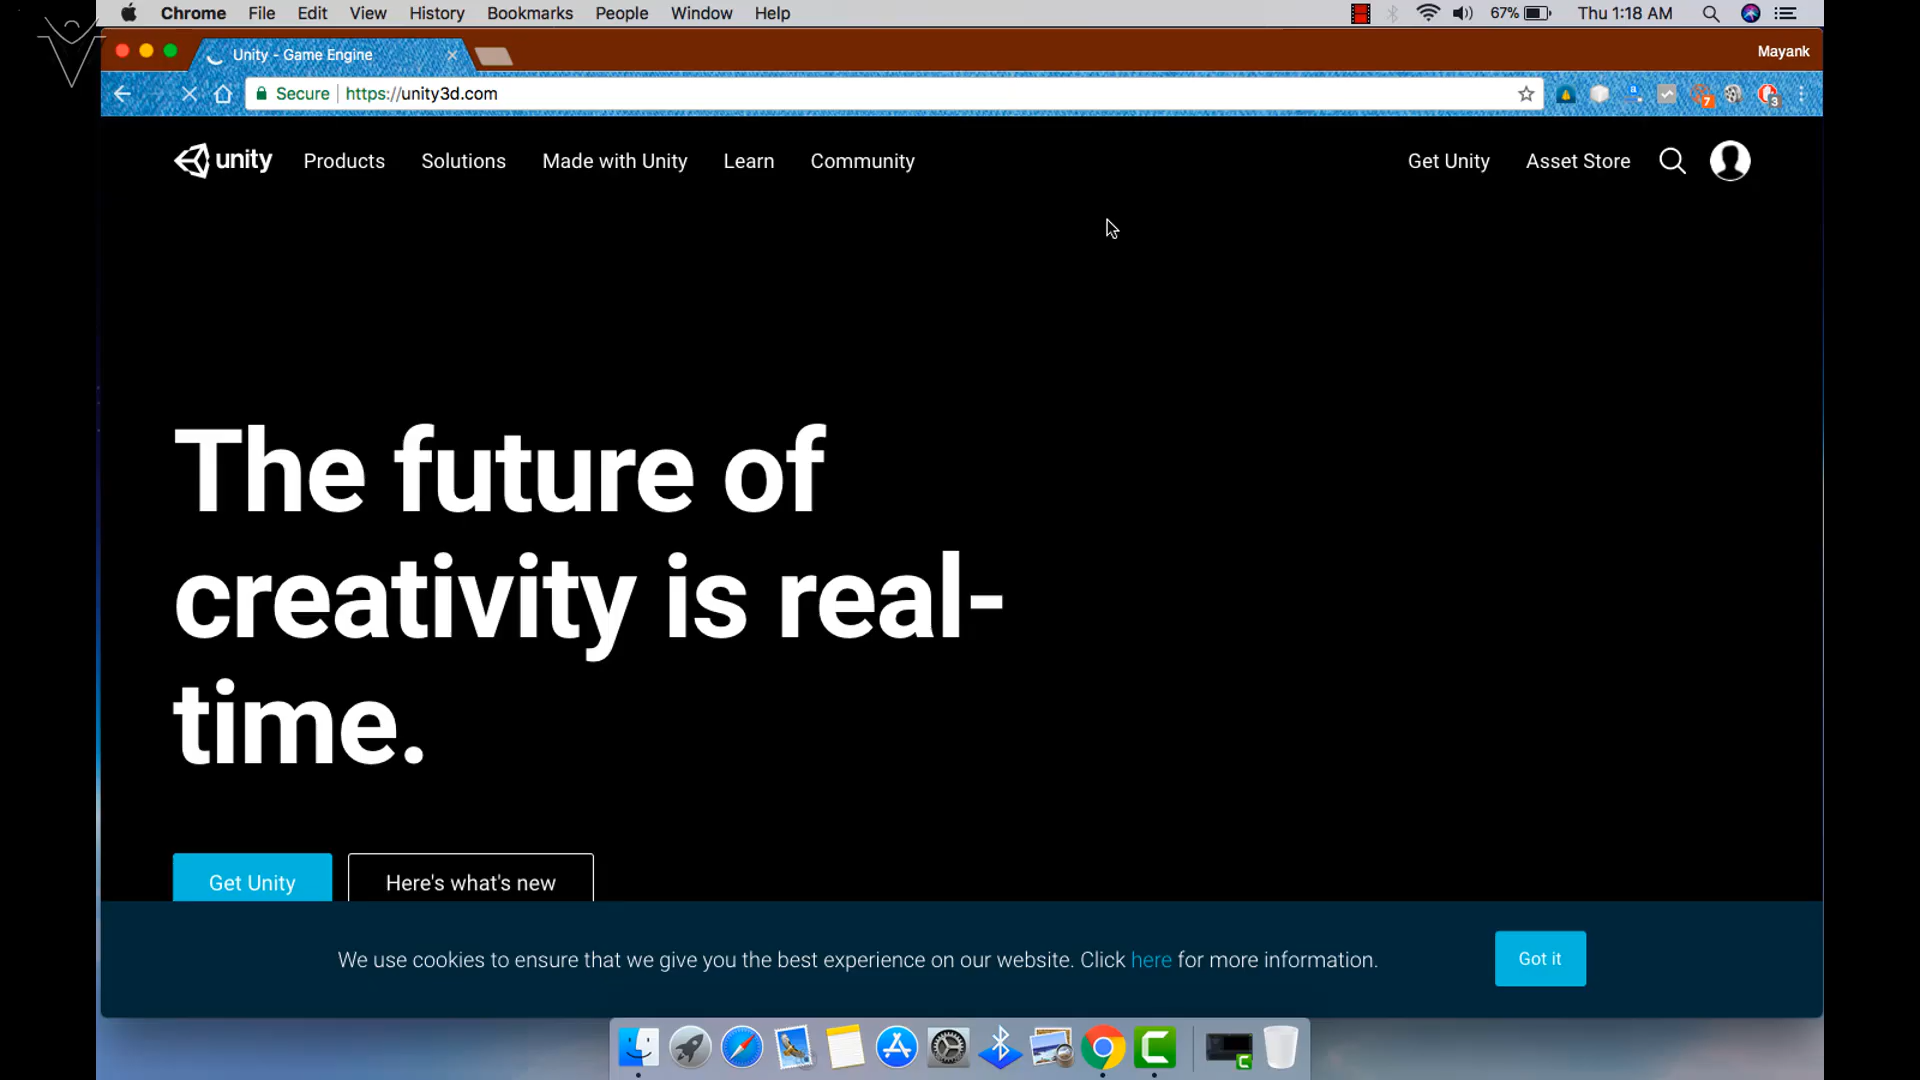 Chrome File Edit View History Bookmarks People Window Help 67% Thu 1:18 AM
Unity - Game Engine Mayank
Secure https://unity3d.com 7 3
unity Products Solutions Made with Unity Learn Community Get Unity Asset Store
The future of
creativity is real-
time.
Get Unity Here's what's new
We use cookies to ensure that we give you the best experience on our website. Click here for more information. Got it